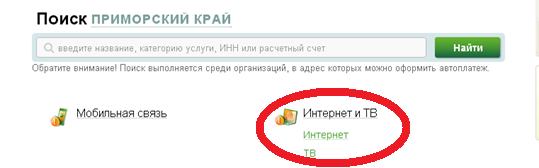 Поиск ПРИМОРСКИЙ КРАЙ
введите название, категорию услуги, ИНН или расчетный счет Найти
Обратите внимание! Поиск выполняется среди организаций, в адрес которых можно оформить автоплатеж.
Мобильная связь Интернет и ТВ
Интернет
ТВ